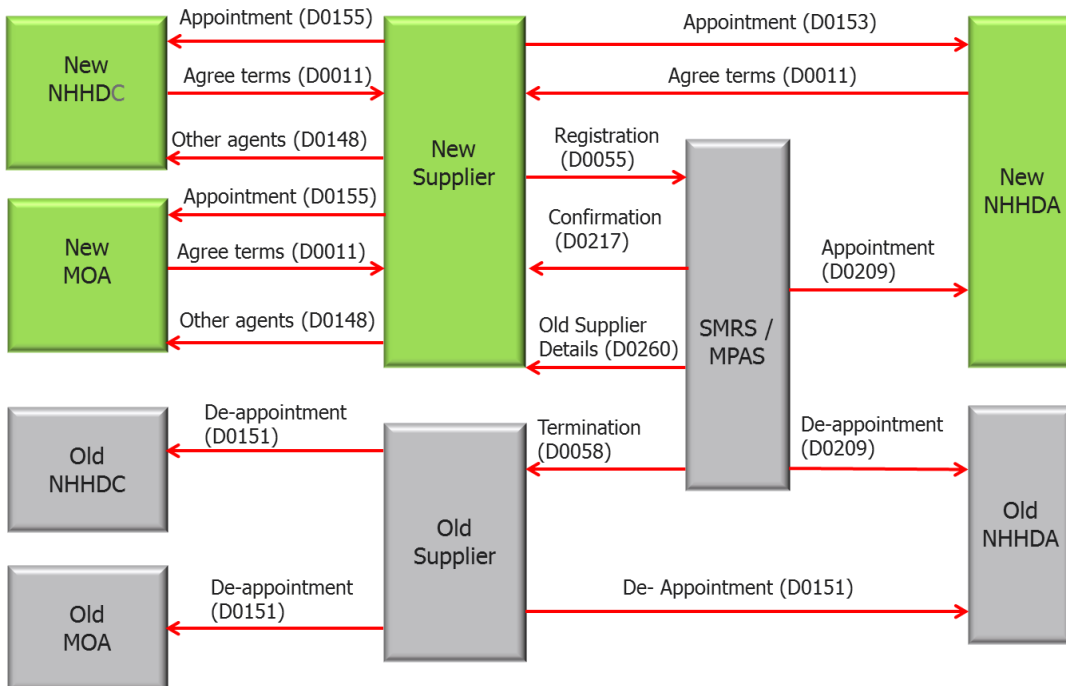 Appointment (D0155)
Appointment (D0153)
New
NHHDC
Agree terms (D0011)
Agree terms (D0011)
Other agents (D0148)
New
Supplier
Registration
(D0055)
New
NHHDA
Appointment (D0155)
New
MOA
Agree terms (D0011)
Confirmation
(D0217)
Appointment
(D0209)
Other agents (D0148)
Old Supplier
Details (D0260)
SMRS /
MPAS
De-appointment
(D0151)
Termination
(D0058)
De-appointment
(D0209)
Old
NHHDC
Old
Supplier
Old
NHHDA
De-appointment
(D0151)
De- Appointment (D0151)
Old
MOA